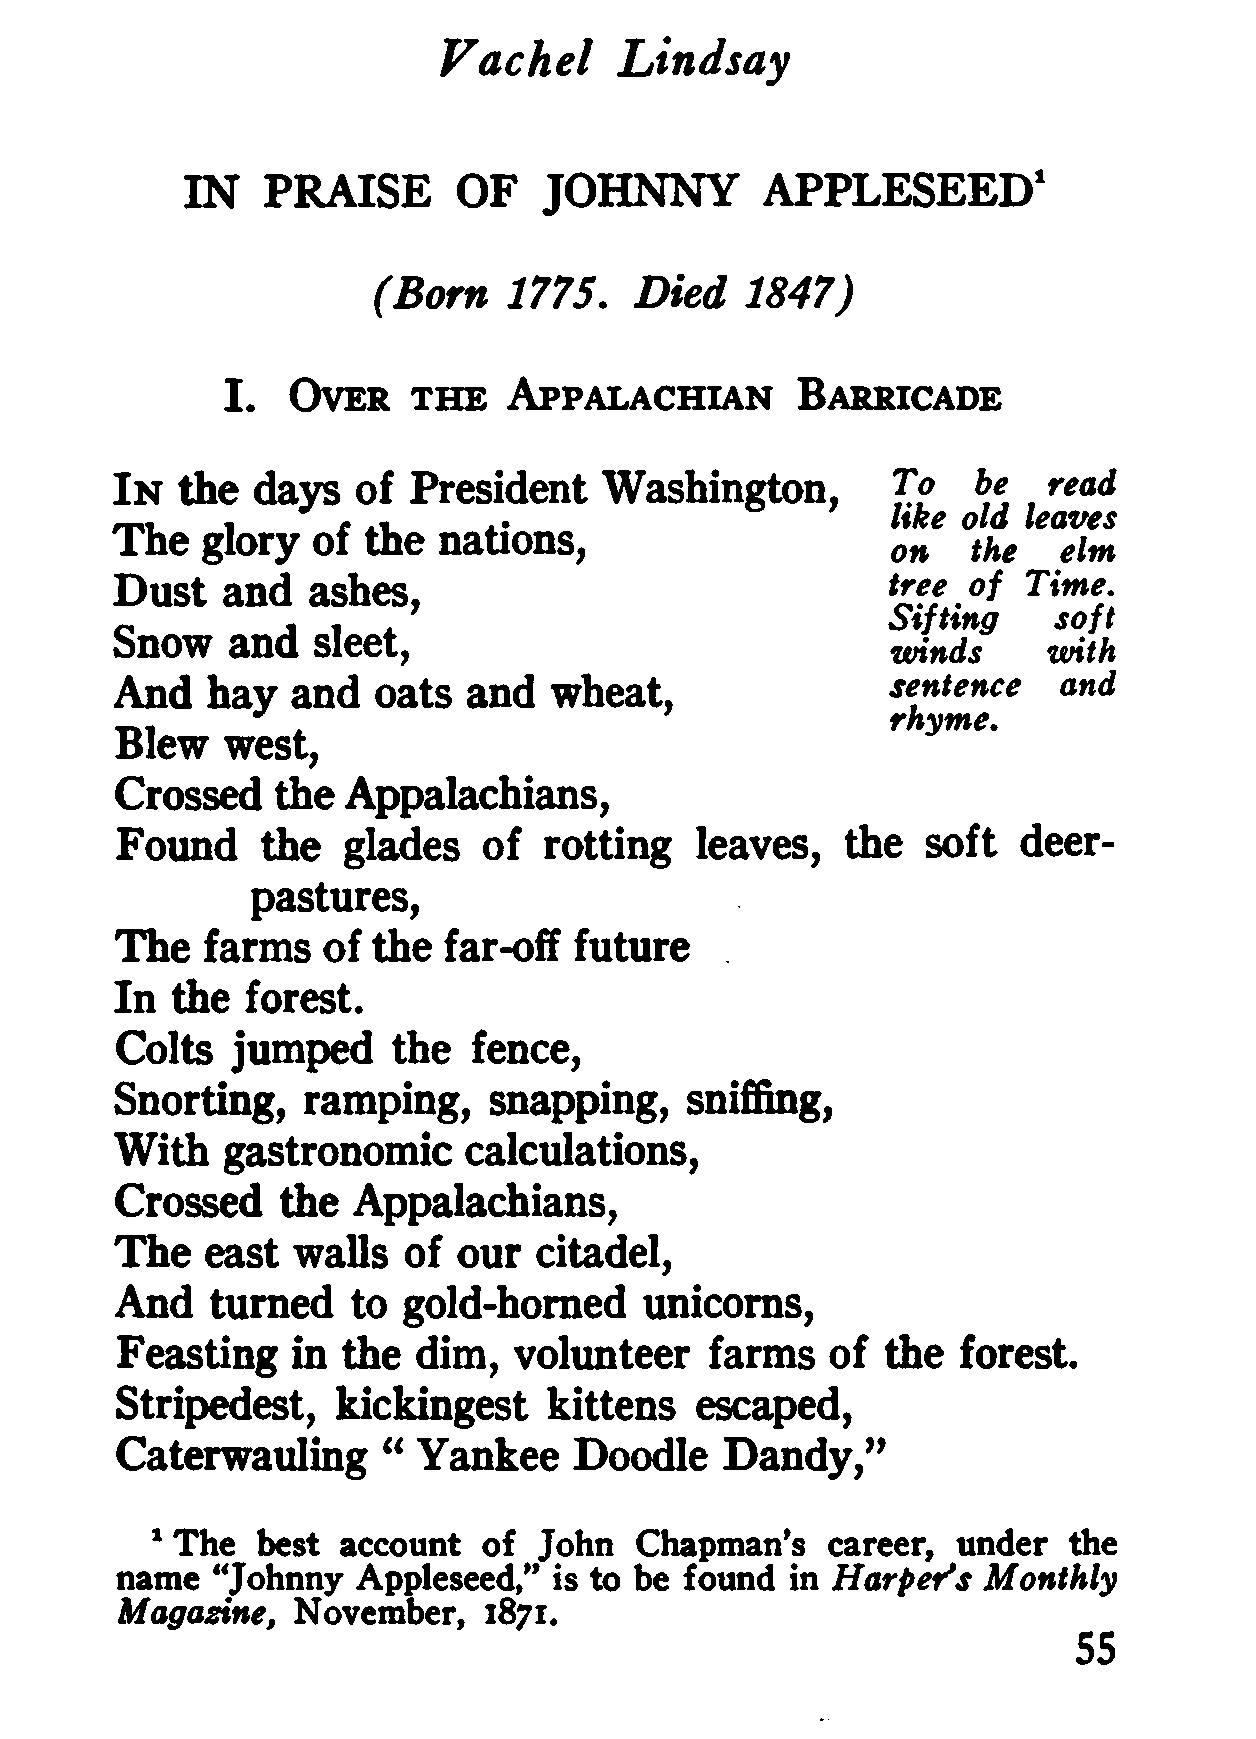 Vachel Lindsay
IN PRAISE OF JOHNNY APPLESEED¹
(Born 1775. Died 1847)
I. OVER THE APPALACHIAN BARRICADE
IN the days of President Washington,
The glory of the nations,
Dust and ashes,
Snow and sleet,
And hay and oats and wheat,
Blew west,
Crossed the Appalachians,
Found the glades of rotting leaves, the soft deer-
pastures,
The farms of the far-off future
In the forest.
Colts jumped the fence,
Snorting, ramping, snapping, sniffing,
With gastronomic calculations,
Crossed the Appalachians,
The east walls of our citadel,
And turned to gold-horned unicorns,
Feasting in the dim, volunteer farms of the forest.
Stripedest, kickingest kittens escaped,
Caterwauling “ Yankee Doodle Dandy,”
To be read
like old leaves
on the elm
tree of Time.
Sifting soft
winds with
sentence and
rhyme.
¹ The best account of John Chapman's career, under the
name “Johnny Appleseed,” is to be found in Harper's Monthly
Magazine, November, 1871.
55